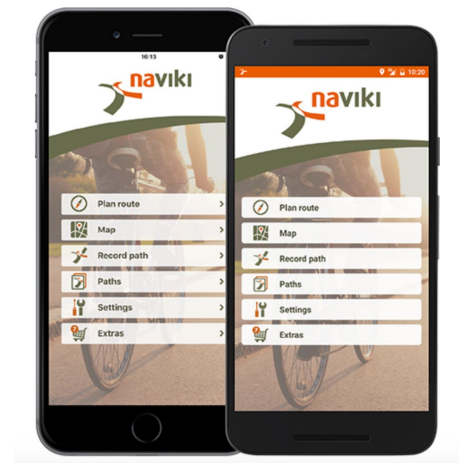 16:13
naviki
Plan route
Map
Record path
Paths
Settings
Extras
10:20
naviki
Plan route
Map
Record path
Paths
Settings
Extras